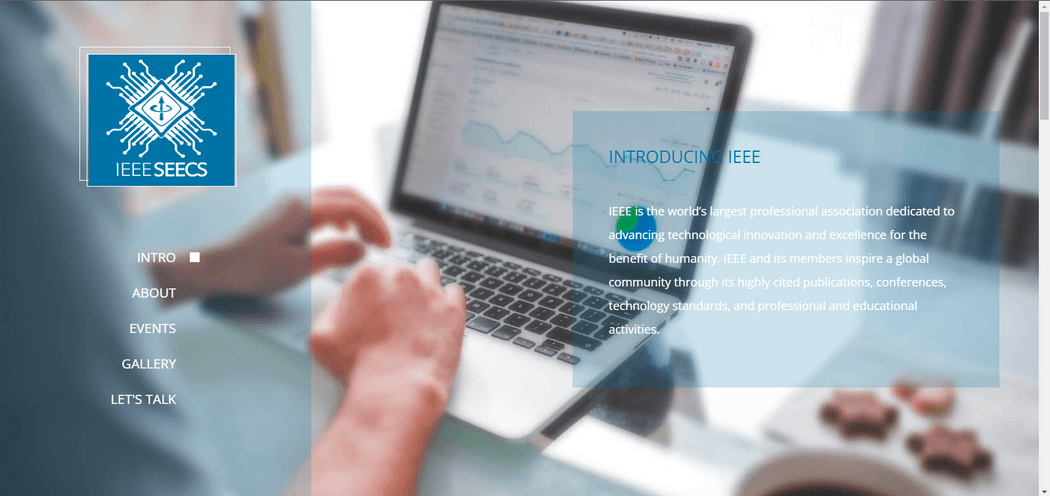 IEEE SEECS
INTRO
ABOUT
EVENTS
GALLERY
LET'S TALK
INTRODUCING IEEE
IEEE is the world's largest professional association dedicated to
advancing technological innovation and excellence for the
benefit of humanity. IEEE and its members inspire a global
community through its highly cited publications, conferences,
technology standards, and professional and educational
activities.